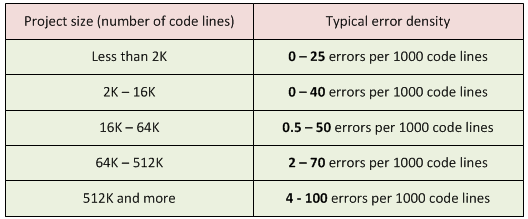 Project size (number of code lines) Typical error density
Less than 2K 0 – 25 errors per 1000 code lines
2K – 16K 0 – 40 errors per 1000 code lines
16K – 64K 0.5 – 50 errors per 1000 code lines
64K – 512K 2 – 70 errors per 1000 code lines
512K and more 4 - 100 errors per 1000 code lines